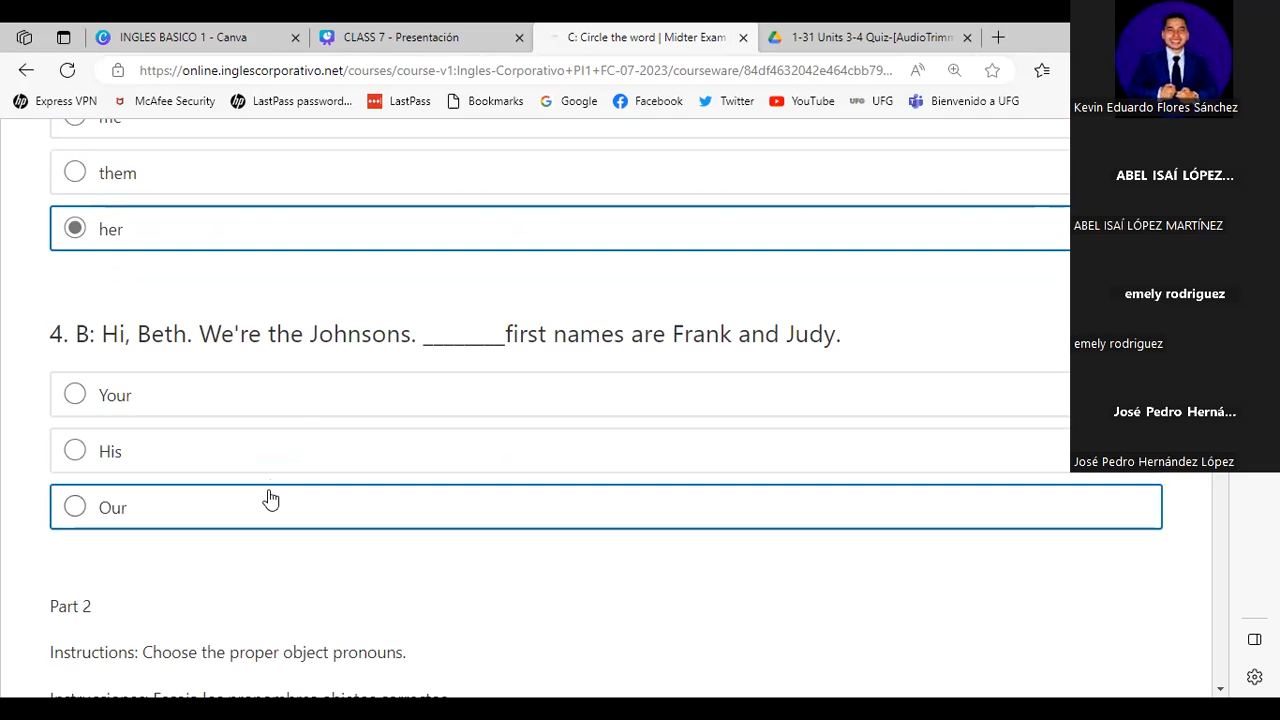 INGLES BASICO 1 - Canva
CLASS 7 - Presentación
C: Circle the word | Midter Exam
1-31 Units 3-4 Quiz-[AudioTrimm
https://online.inglescorporativo.net/courses/course-v1:Ingles-Corporativo+PI1+FC-07-2023/courseware/84df4632042e464cbb79...
Express VPN
McAfee Security
LastPass password...
LastPass
Bookmarks
Google
Facebook
Twitter
YouTube
UFG
Bienvenido a UFG
me
them
her
4. B: Hi, Beth. We're the Johnsons. ________first names are Frank and Judy.
Your
His
Our
Part 2
Instructions: Choose the proper object pronouns.
Kevin Eduardo Flores Sánchez
ABEL ISAÍ LÓPEZ...
ABEL ISAÍ LÓPEZ MARTÍNEZ
emely rodriguez
emely rodriguez
José Pedro Herná...
José Pedro Hernández López